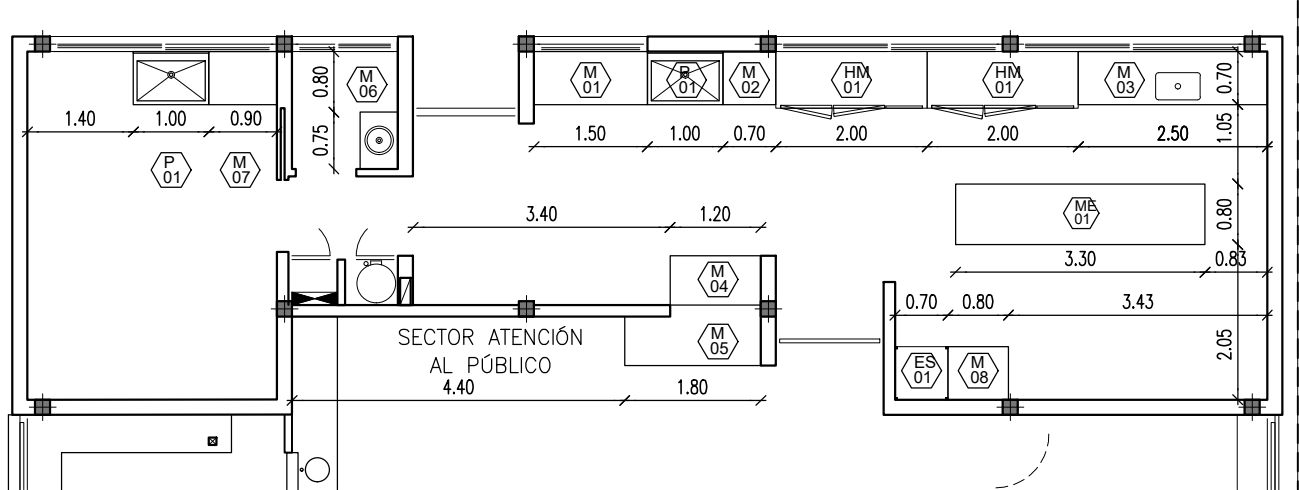 M
01
P
01
M
02
HM
01
HM
01
M
03
M
06
0.80
0.75
0.70
1.05
1.40
1.00
0.90
1.50
1.00
0.70
2.00
2.00
2.50
P
01
M
07
3.40
1.20
ME
01
0.80
3.30
0.83
M
04
0.70
0.80
3.43
SECTOR ATENCIÓN
AL PÚBLICO
M
05
2.05
ES
01
M
08
4.40
1.80